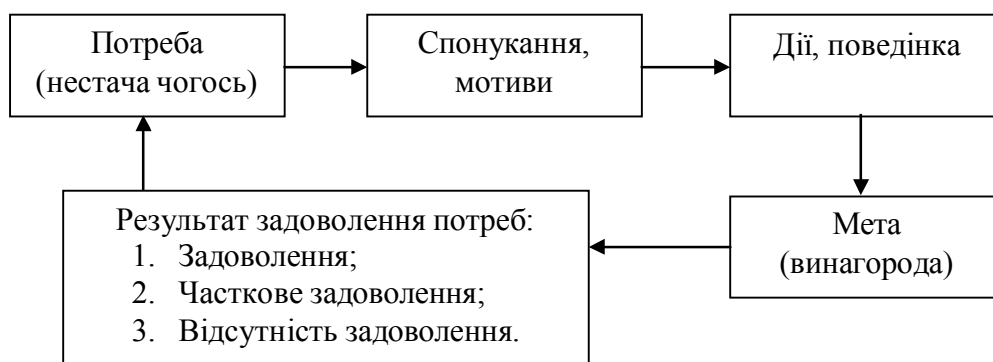 Потреба
(нестача чогось)
Спонукання,
мотиви
Дії, поведінка
Мета
(винагорода)
Результат задоволення потреб:
1. Задоволення;
2. Часткове задоволення;
3. Відсутність задоволення.